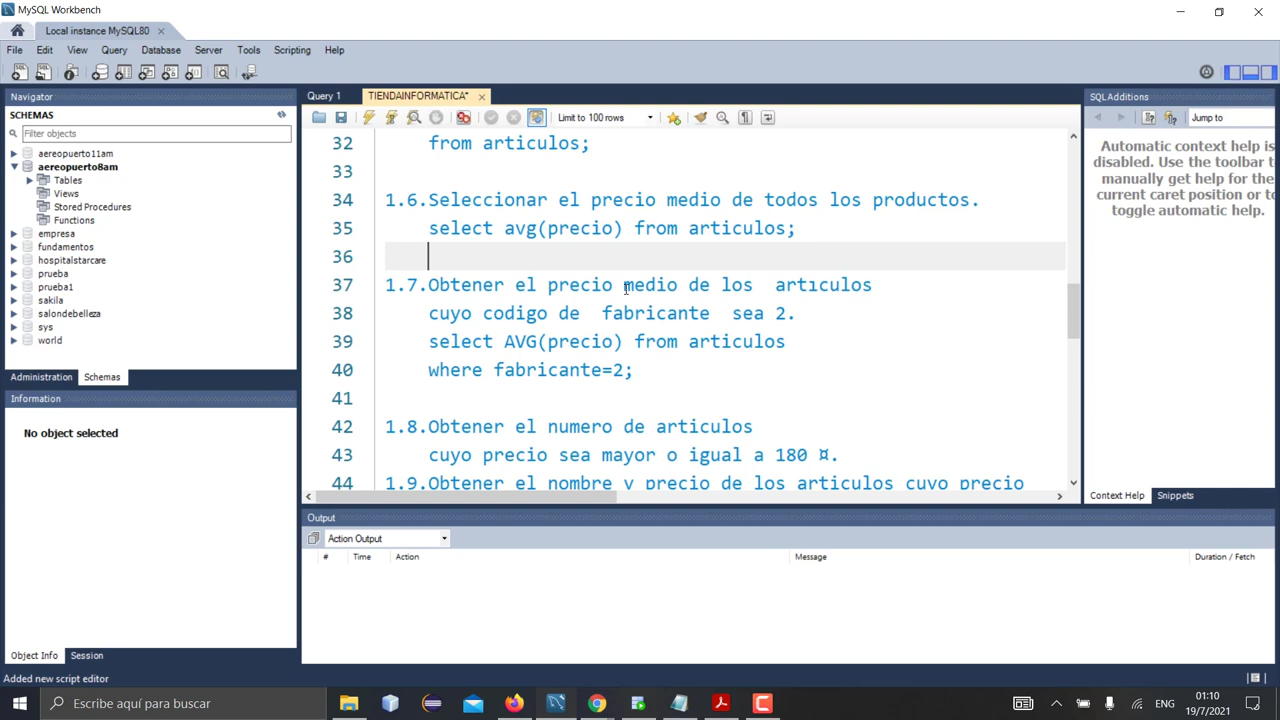 MySQL Workbench
Local instance MySQL80
File Edit View Query Database Server Tools Scripting Help
Navigator
SCHEMAS
Filter objects
aereopuerto11am
aereopuerto8am
Tables
Views
Stored Procedures
Functions
empresa
fundamentos
hospitalstarcare
prueba
prueba1
sakila
salondebelleza
sys
world
Administration Schemas
Information
No object selected
Object Info Session
Query 1 TIENDAINFORMATICA*
Limit to 100 rows
32 from articulos;
33
34 1.6.Seleccionar el precio medio de todos los productos.
35 select avg(precio) from articulos;
36
37 1.7.Obtener el precio medio de los artıculos
38 cuyo codigo de fabricante sea 2.
39 select AVG(precio) from articulos
40 where fabricante=2;
41
42 1.8.Obtener el numero de articulos
43 cuyo precio sea mayor o igual a 180 ¤.
44 1.9.Obtener el nombre y precio de los articulos cuyo precio
SQLAdditions
Jump to
Automatic context help is
disabled. Use the toolbar to
manually get help for the
current caret position or to
toggle automatic help.
Context Help Snippets
Output
Action Output
# Time Action Message Duration / Fetch
Added new script editor
Escribe aquí para buscar
ENG
01:10
19/7/2021